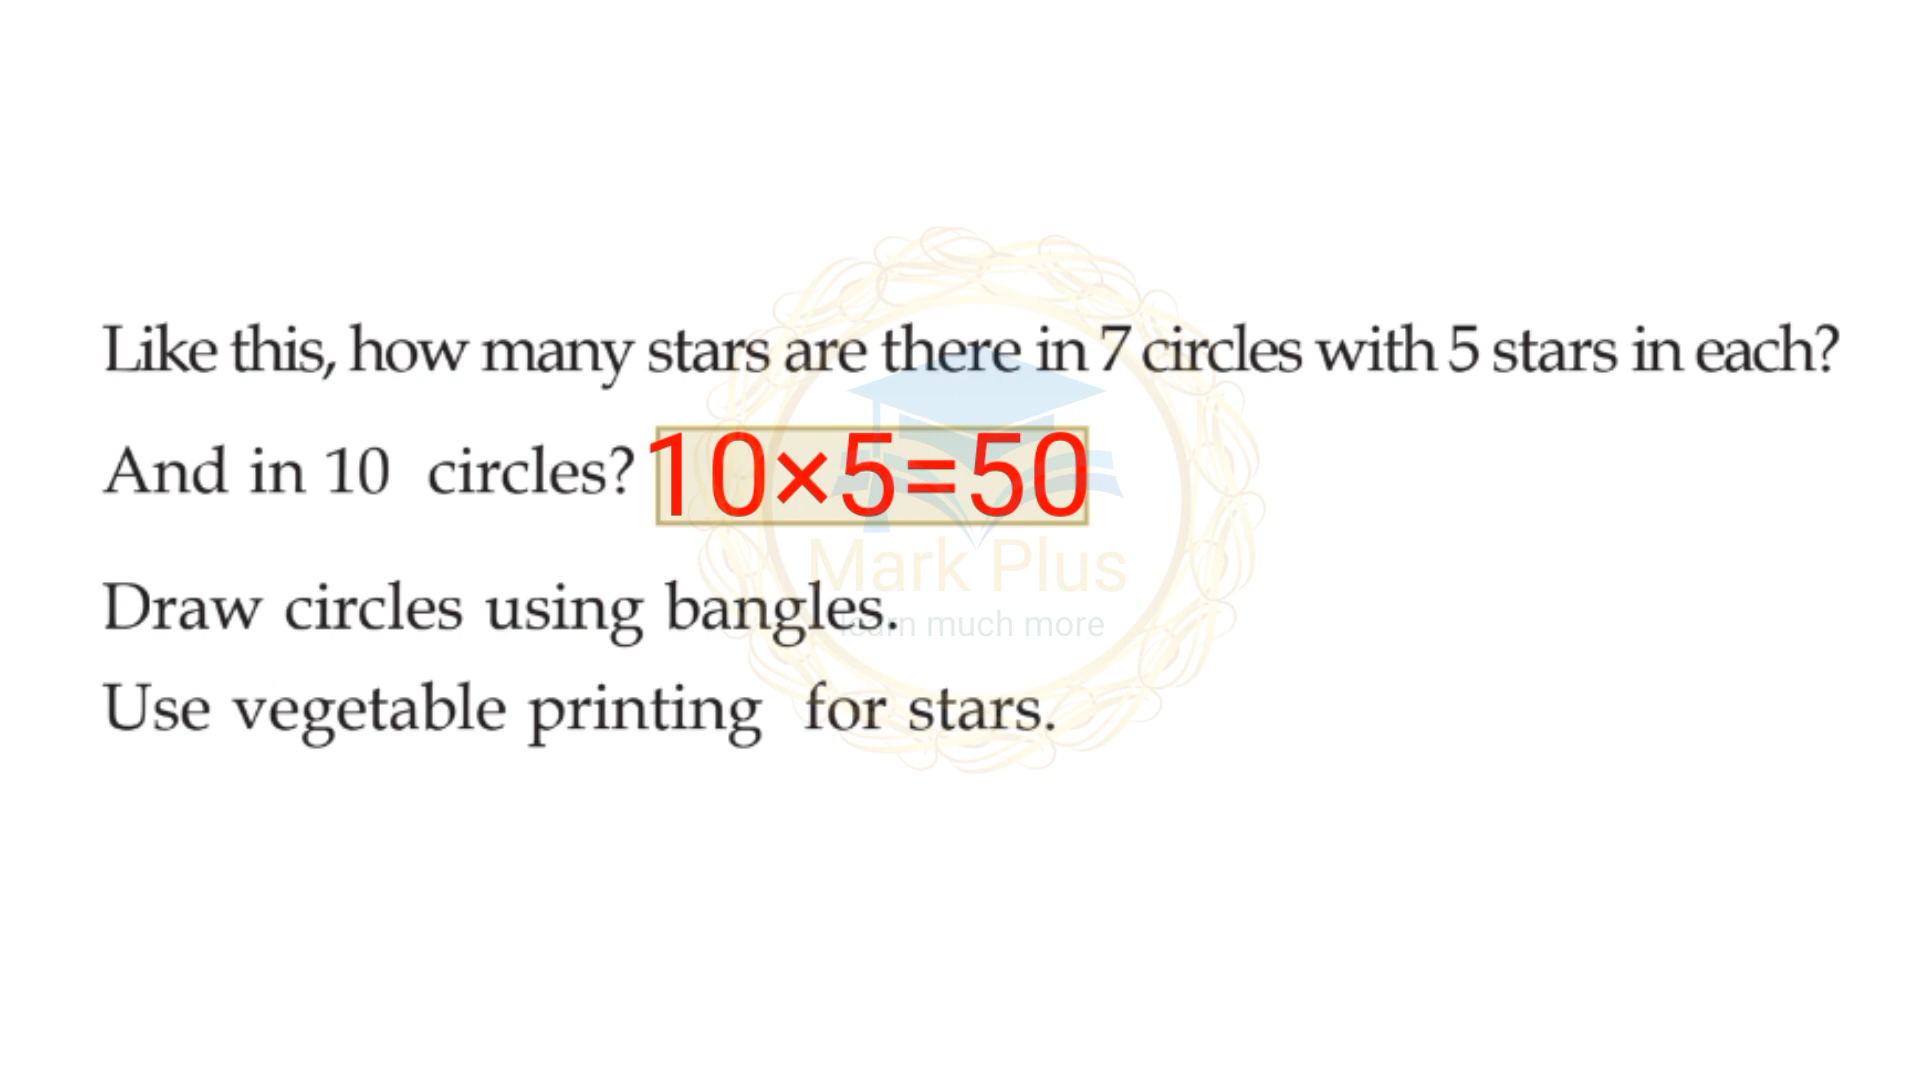 Like this, how many stars are there in 7 circles with 5 stars in each?
And in 10 circles? 10×5=50
Mark Plus
Draw circles using bangles.
learn much more
Use vegetable printing for stars.